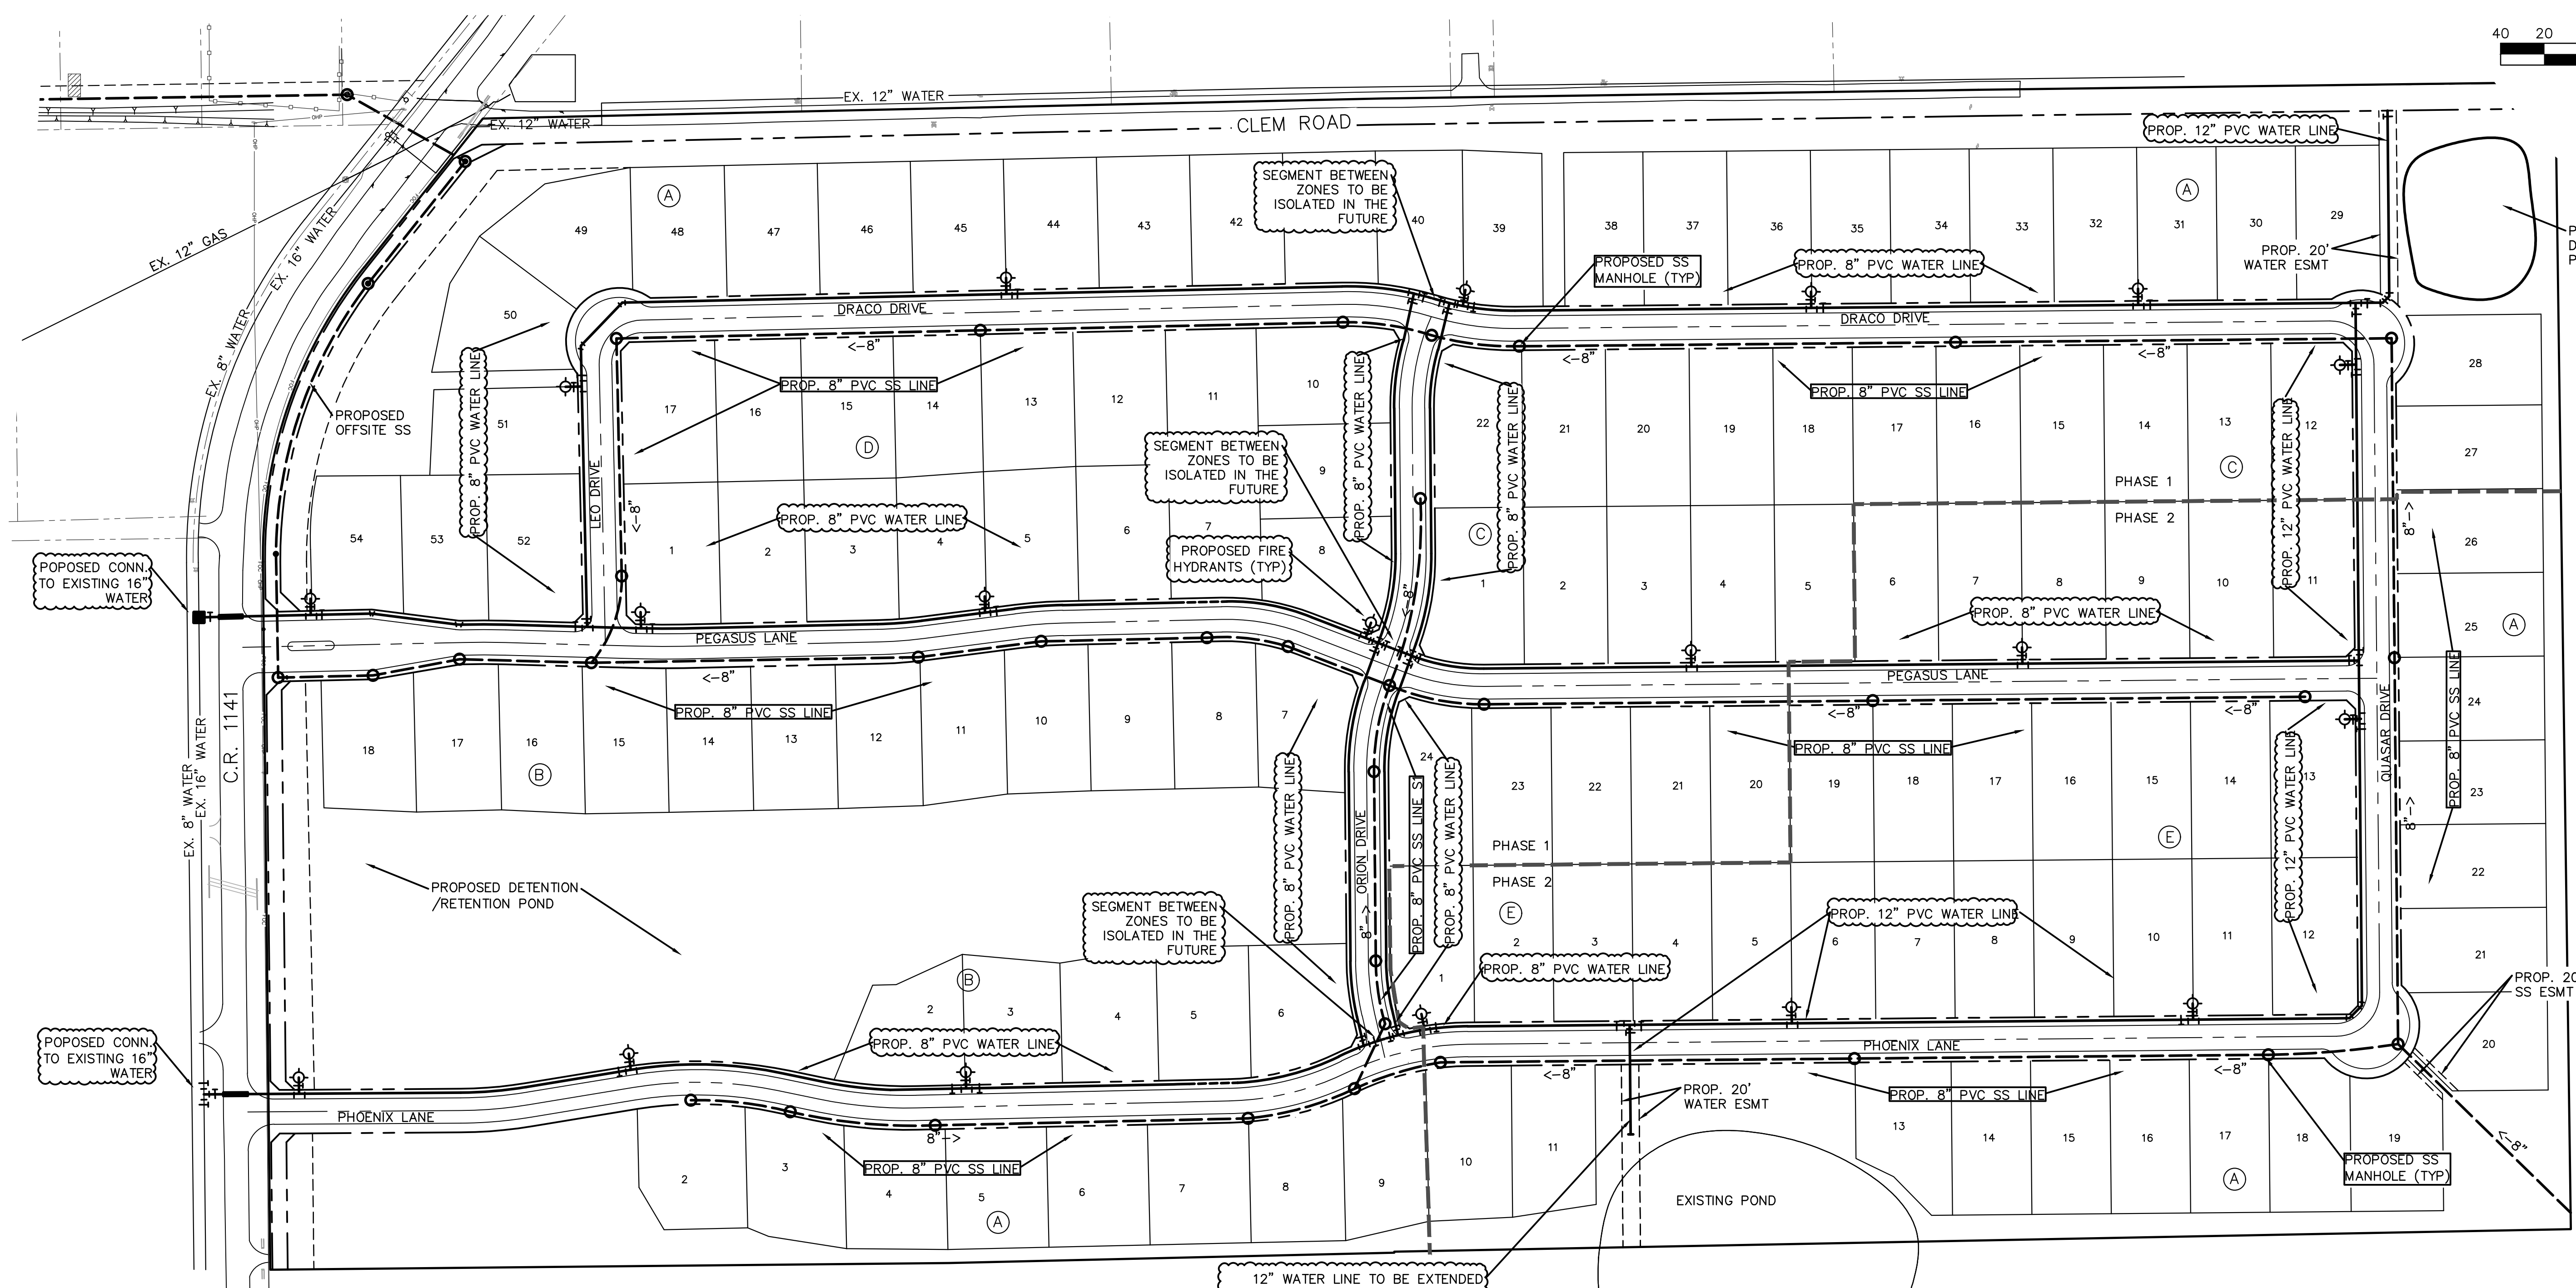 40 20
EX. 12" WATER
EX. 12" WATER
CLEM ROAD
PROP. 12" PVC WATER LINE
EX. 12" GAS
EX. 16" WATER
EX. 8" WATER
A
49
48
47
46
45
44
43
42
40
39
SEGMENT BETWEEN
ZONES TO BE
ISOLATED IN THE
FUTURE
PROPOSED SS
MANHOLE (TYP)
38
37
36
35
34
33
32
31
30
29
A
PROP. 8" PVC WATER LINE
PROP. 20'
WATER ESMT
DRACO DRIVE
DRACO DRIVE
<-8"
<-8"
<-8"
50
51
PROPOSED
OFFSITE SS
PROP. 8" PVC WATER LINE
PROP. 8" PVC SS LINE
17
16
15
14
13
12
11
10
9
D
LEO DRIVE
<-8"
SEGMENT BETWEEN
ZONES TO BE
ISOLATED IN THE
FUTURE
PROP. 8" PVC WATER LINE
PROP. 8" PVC WATER LINE
PROP. 8" PVC SS LINE
22
21
20
19
18
17
16
15
14
13
12
C
PROP. 12" PVC WATER LINE
28
27
PHASE 1
PHASE 2
8"->
26
25
A
24
23
22
21
20
54
53
52
PROP. 8" PVC WATER LINE
1
2
3
4
5
6
7
8
PROPOSED FIRE
HYDRANTS (TYP)
<-8"
C
1
2
3
4
5
6
7
8
9
10
11
PROP. 8" PVC WATER LINE
POPOSED CONN.
TO EXISTING 16"
WATER
PEGASUS LANE
<-8"
PROP. 8" PVC SS LINE
PEGASUS LANE
<-8"
<-8"
QUASAR DRIVE
PROP. 8" PVC SS LINE
C.R. 1141
EX. 8" WATER
EX. 16" WATER
18
17
16
15
14
13
12
11
10
9
8
7
B
PROP. 8" PVC WATER LINE
ORION DRIVE
8"->
PROP. 8" PVC SS LINE S1
PROP. 8" PVC WATER LINE
PROP. 8" PVC SS LINE
24
23
22
21
20
19
18
17
16
15
14
13
E
PROP. 12" PVC WATER LINE
8"->
PHASE 1
PHASE 2
PROPOSED DETENTION
/RETENTION POND
SEGMENT BETWEEN
ZONES TO BE
ISOLATED IN THE
FUTURE
E
PROP. 12" PVC WATER LINE
1
2
3
4
5
6
7
8
9
10
11
12
PROP. 8" PVC WATER LINE
B
2
3
4
5
6
PROP. 8" PVC WATER LINE
POPOSED CONN.
TO EXISTING 16"
WATER
PHOENIX LANE
8"->
PROP. 8" PVC SS LINE
PHOENIX LANE
<-8"
<-8"
PROP. 8" PVC SS LINE
PROP. 20'
WATER ESMT
SS ESMT
2
3
4
5
6
7
8
9
10
11
A
13
14
15
16
17
18
19
A
PROPOSED SS
MANHOLE (TYP)
<-8"
EXISTING POND
12" WATER LINE TO BE EXTENDED